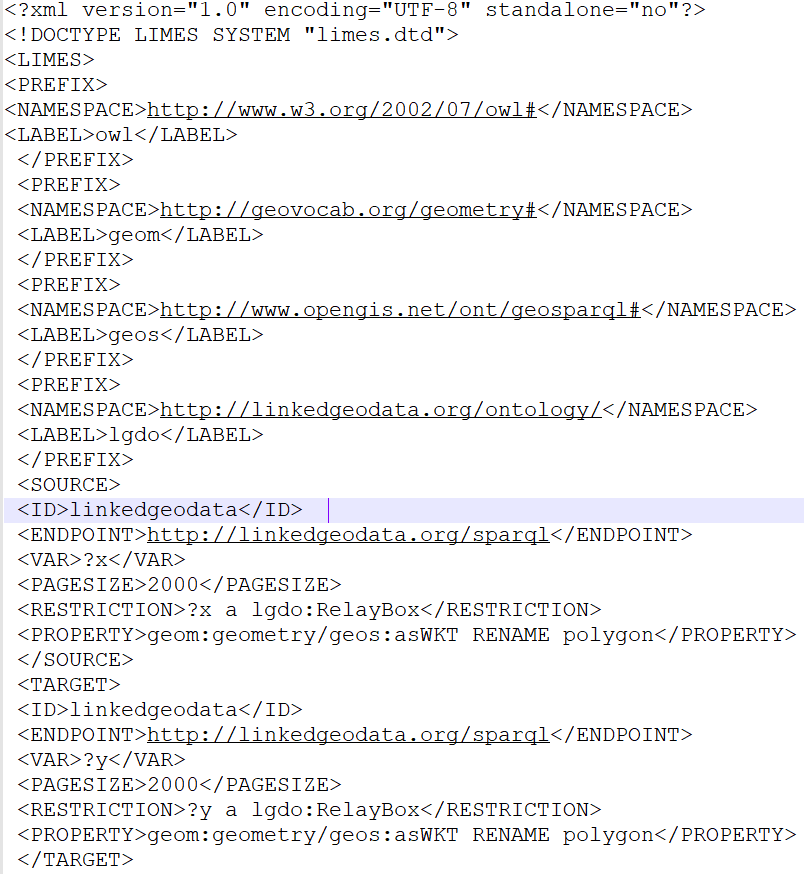 <?xml version="1.0" encoding="UTF-8" standalone="no"?>
<!DOCTYPE LIMES SYSTEM "limes.dtd">
<LIMES>
<PREFIX>
<NAMESPACE>http://www.w3.org/2002/07/owl#</NAMESPACE>
<LABEL>owl</LABEL>
</PREFIX>
<PREFIX>
<NAMESPACE>http://geovocab.org/geometry#</NAMESPACE>
<LABEL>geom</LABEL>
</PREFIX>
<PREFIX>
<NAMESPACE>http://www.opengis.net/ont/geosparql#</NAMESPACE>
<LABEL>geos</LABEL>
</PREFIX>
<PREFIX>
<NAMESPACE>http://linkedgeodata.org/ontology/</NAMESPACE>
<LABEL>lgdo</LABEL>
</PREFIX>
<SOURCE>
<ID>linkedgeodata</ID>
<ENDPOINT>http://linkedgeodata.org/sparql</ENDPOINT>
<VAR>?x</VAR>
<PAGESIZE>2000</PAGESIZE>
<RESTRICTION>?x a lgdo:RelayBox</RESTRICTION>
<PROPERTY>geom:geometry/geos:asWKT RENAME polygon</PROPERTY>
</SOURCE>
<TARGET>
<ID>linkedgeodata</ID>
<ENDPOINT>http://linkedgeodata.org/sparql</ENDPOINT>
<VAR>?y</VAR>
<PAGESIZE>2000</PAGESIZE>
<RESTRICTION>?y a lgdo:RelayBox</RESTRICTION>
<PROPERTY>geom:geometry/geos:asWKT RENAME polygon</PROPERTY>
</TARGET>